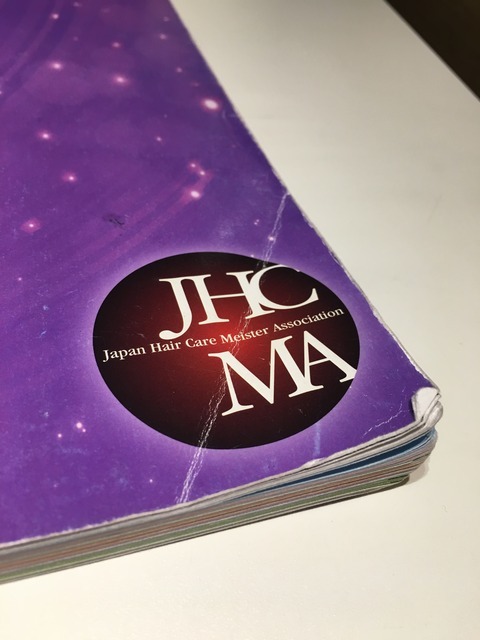 JHC
Japan Hair Care Meister Association
MA